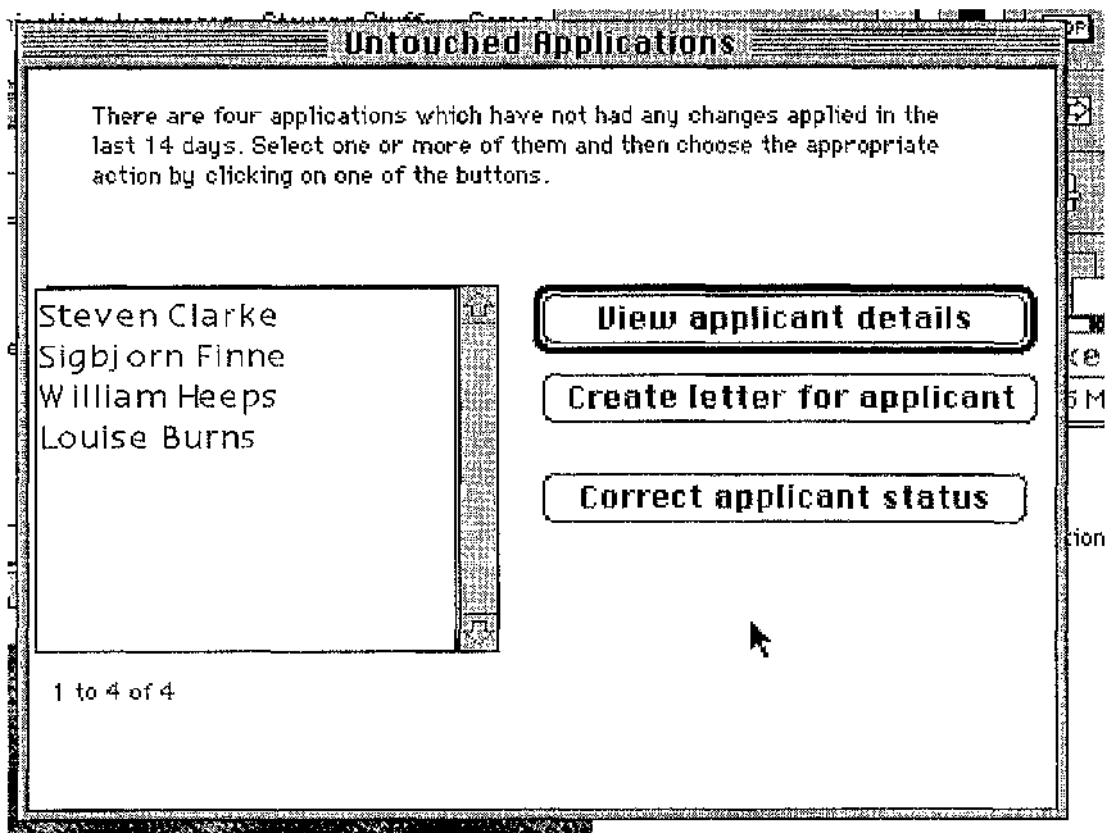 Untouched Applications
There are four applications which have not had any changes applied in the
last 14 days. Select one or more of them and then choose the appropriate
action by clicking on one of the buttons.
Steven Clarke
Sigbjorn Finne
William Heeps
Louise Burns
View applicant details
Create letter for applicant
Correct applicant status
1 to 4 of 4